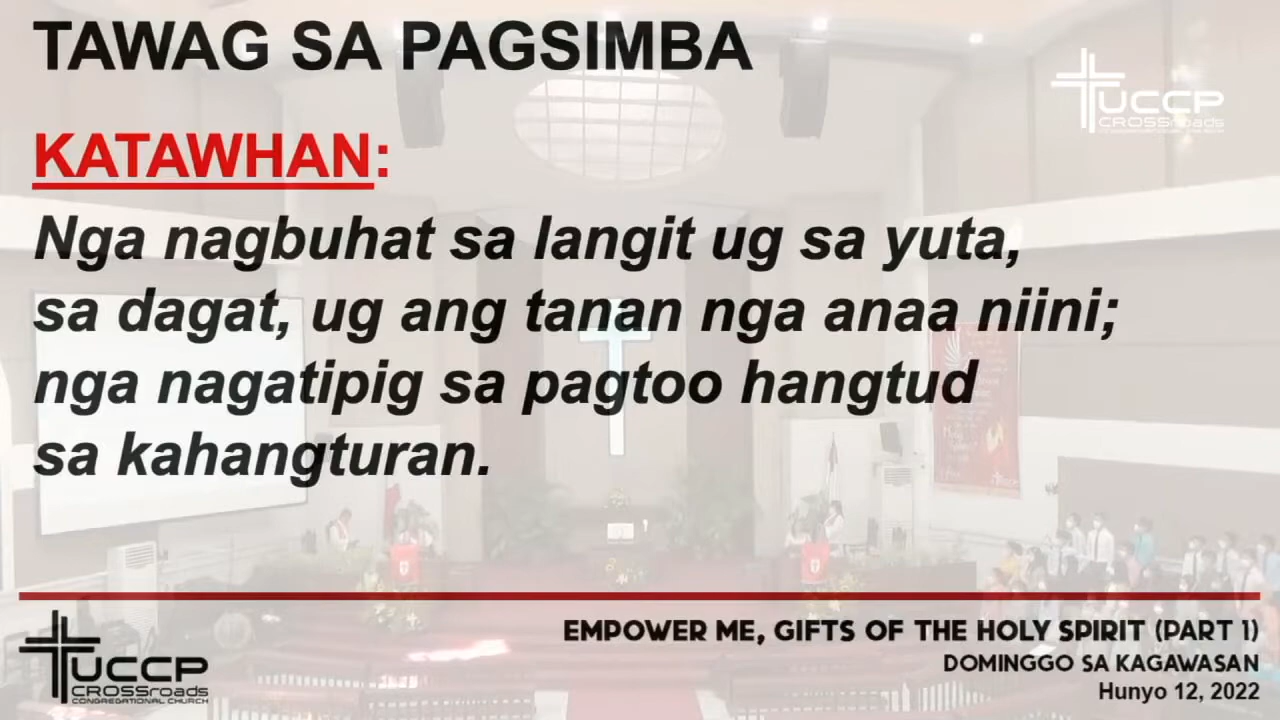 TAWAG SA PAGSIMBA
UCCP
CROSSroads
KATAWHAN:
Nga nagbuhat sa langit ug sa yuta,
sa dagat, ug ang tanan nga anaa niini;
nga nagatipig sa pagtoo hangtud
sa kahangturan.
EMPOWER ME, GIFTS OF THE HOLY SPIRIT (PART 1)
DOMINGGO SA KAGAWASAN
Hunyo 12, 2022
UCCP
CROSSroads
CONGREGATIONAL CHURCH